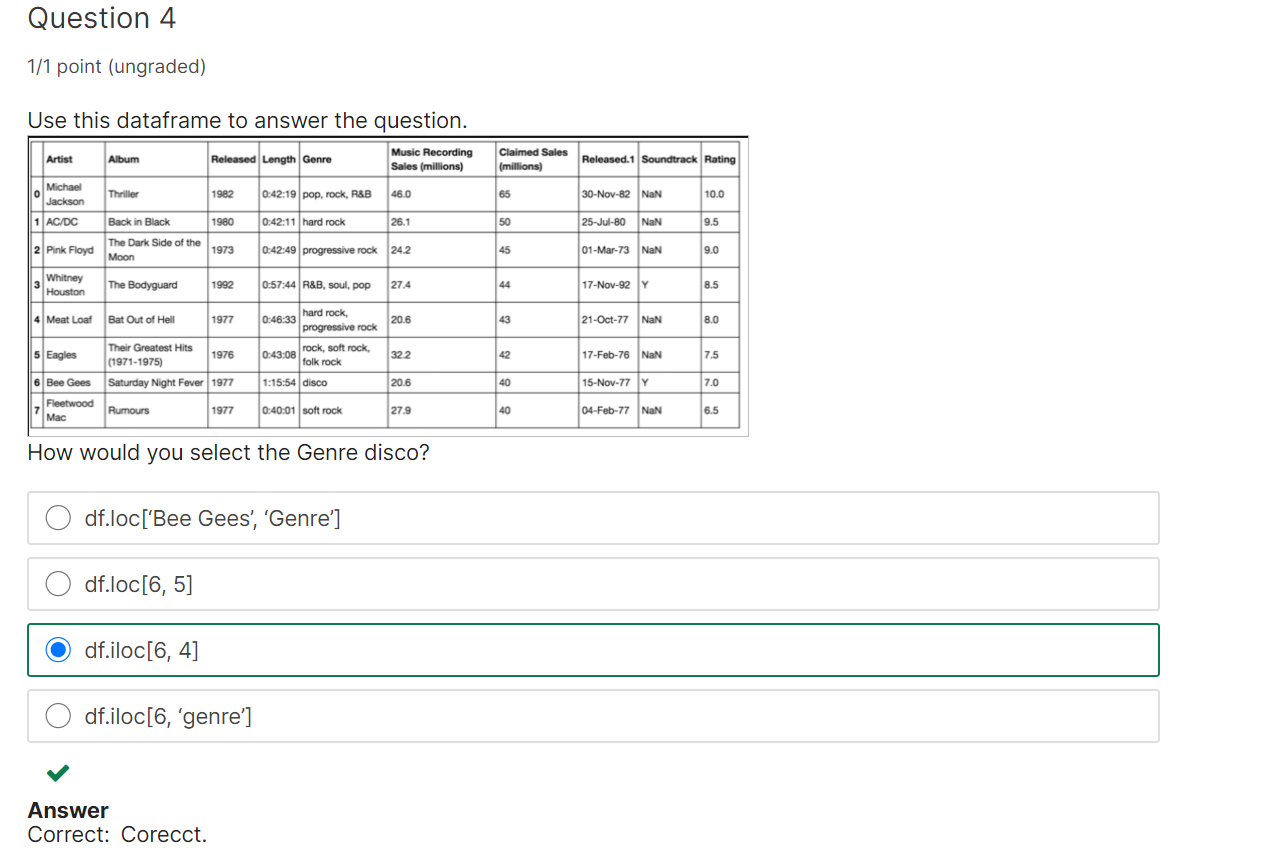 Question 4
1/1 point (ungraded)
Use this dataframe to answer the question.
Artist Album Released Length Genre Music Recording Sales (millions) Claimed Sales (millions) Released.1 Soundtrack Rating
0 Michael Jackson Thriller 1982 0:42:19 pop, rock, R&B 46.0 65 30-Nov-82 NaN 10.0
1 AC/DC Back in Black 1980 0:42:11 hard rock 26.1 50 25-Jul-80 NaN 9.5
2 Pink Floyd The Dark Side of the Moon 1973 0:42:49 progressive rock 24.2 45 01-Mar-73 NaN 9.0
3 Whitney Houston The Bodyguard 1992 0:57:44 R&B, soul, pop 27.4 44 17-Nov-92 Y 8.5
4 Meat Loaf Bat Out of Hell 1977 0:46:33 hard rock, progressive rock 20.6 43 21-Oct-77 NaN 8.0
5 Eagles Their Greatest Hits (1971-1975) 1976 0:43:08 rock, soft rock, folk rock 32.2 42 17-Feb-76 NaN 7.5
6 Bee Gees Saturday Night Fever 1977 1:15:54 disco 20.6 40 15-Nov-77 Y 7.0
7 Fleetwood Mac Rumours 1977 0:40:01 soft rock 27.9 40 04-Feb-77 NaN 6.5
How would you select the Genre disco?
df.loc[‘Bee Gees’, ‘Genre’]
df.loc[6, 5]
df.iloc[6, 4]
df.iloc[6, ‘genre’]
Answer
Correct: Corecct.